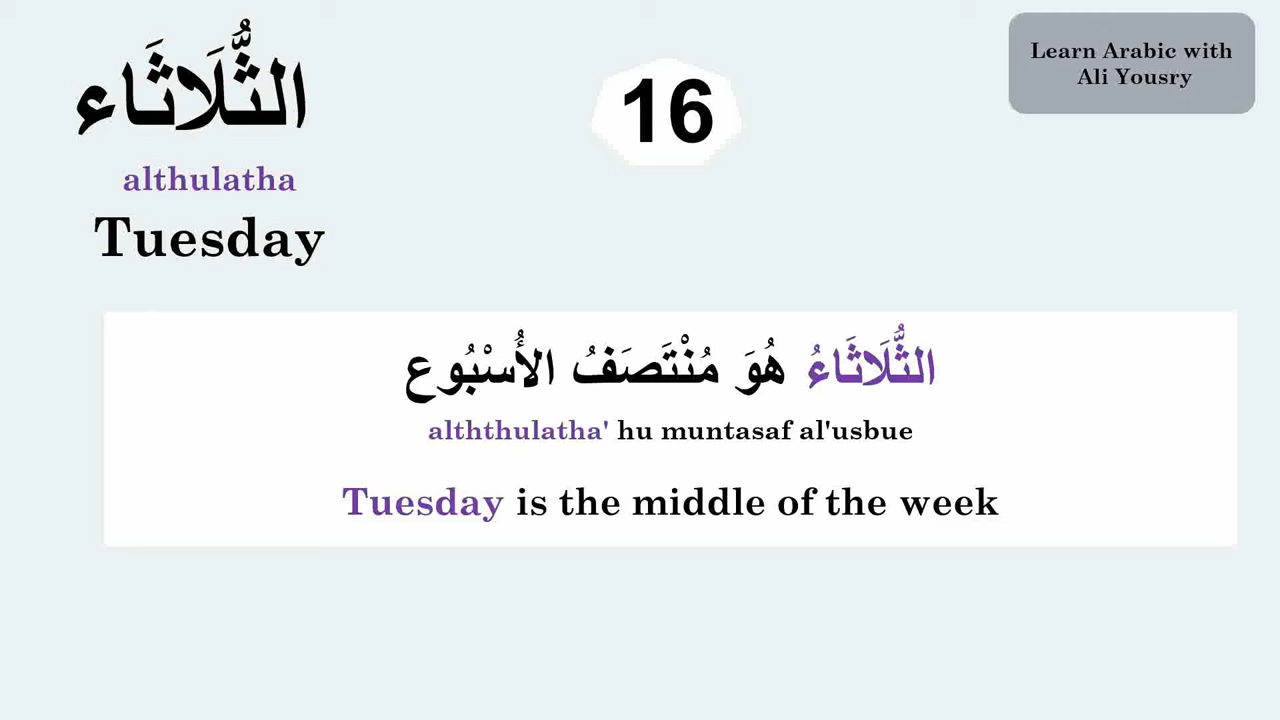 الثُّلَاثَاء
althulatha
Tuesday
16
Learn Arabic with
Ali Yousry
الثُّلَاثَاءُ هُوَ مُنْتَصَفُ الأُسْبُوع
alththulatha' hu muntasaf al'usbue
Tuesday is the middle of the week